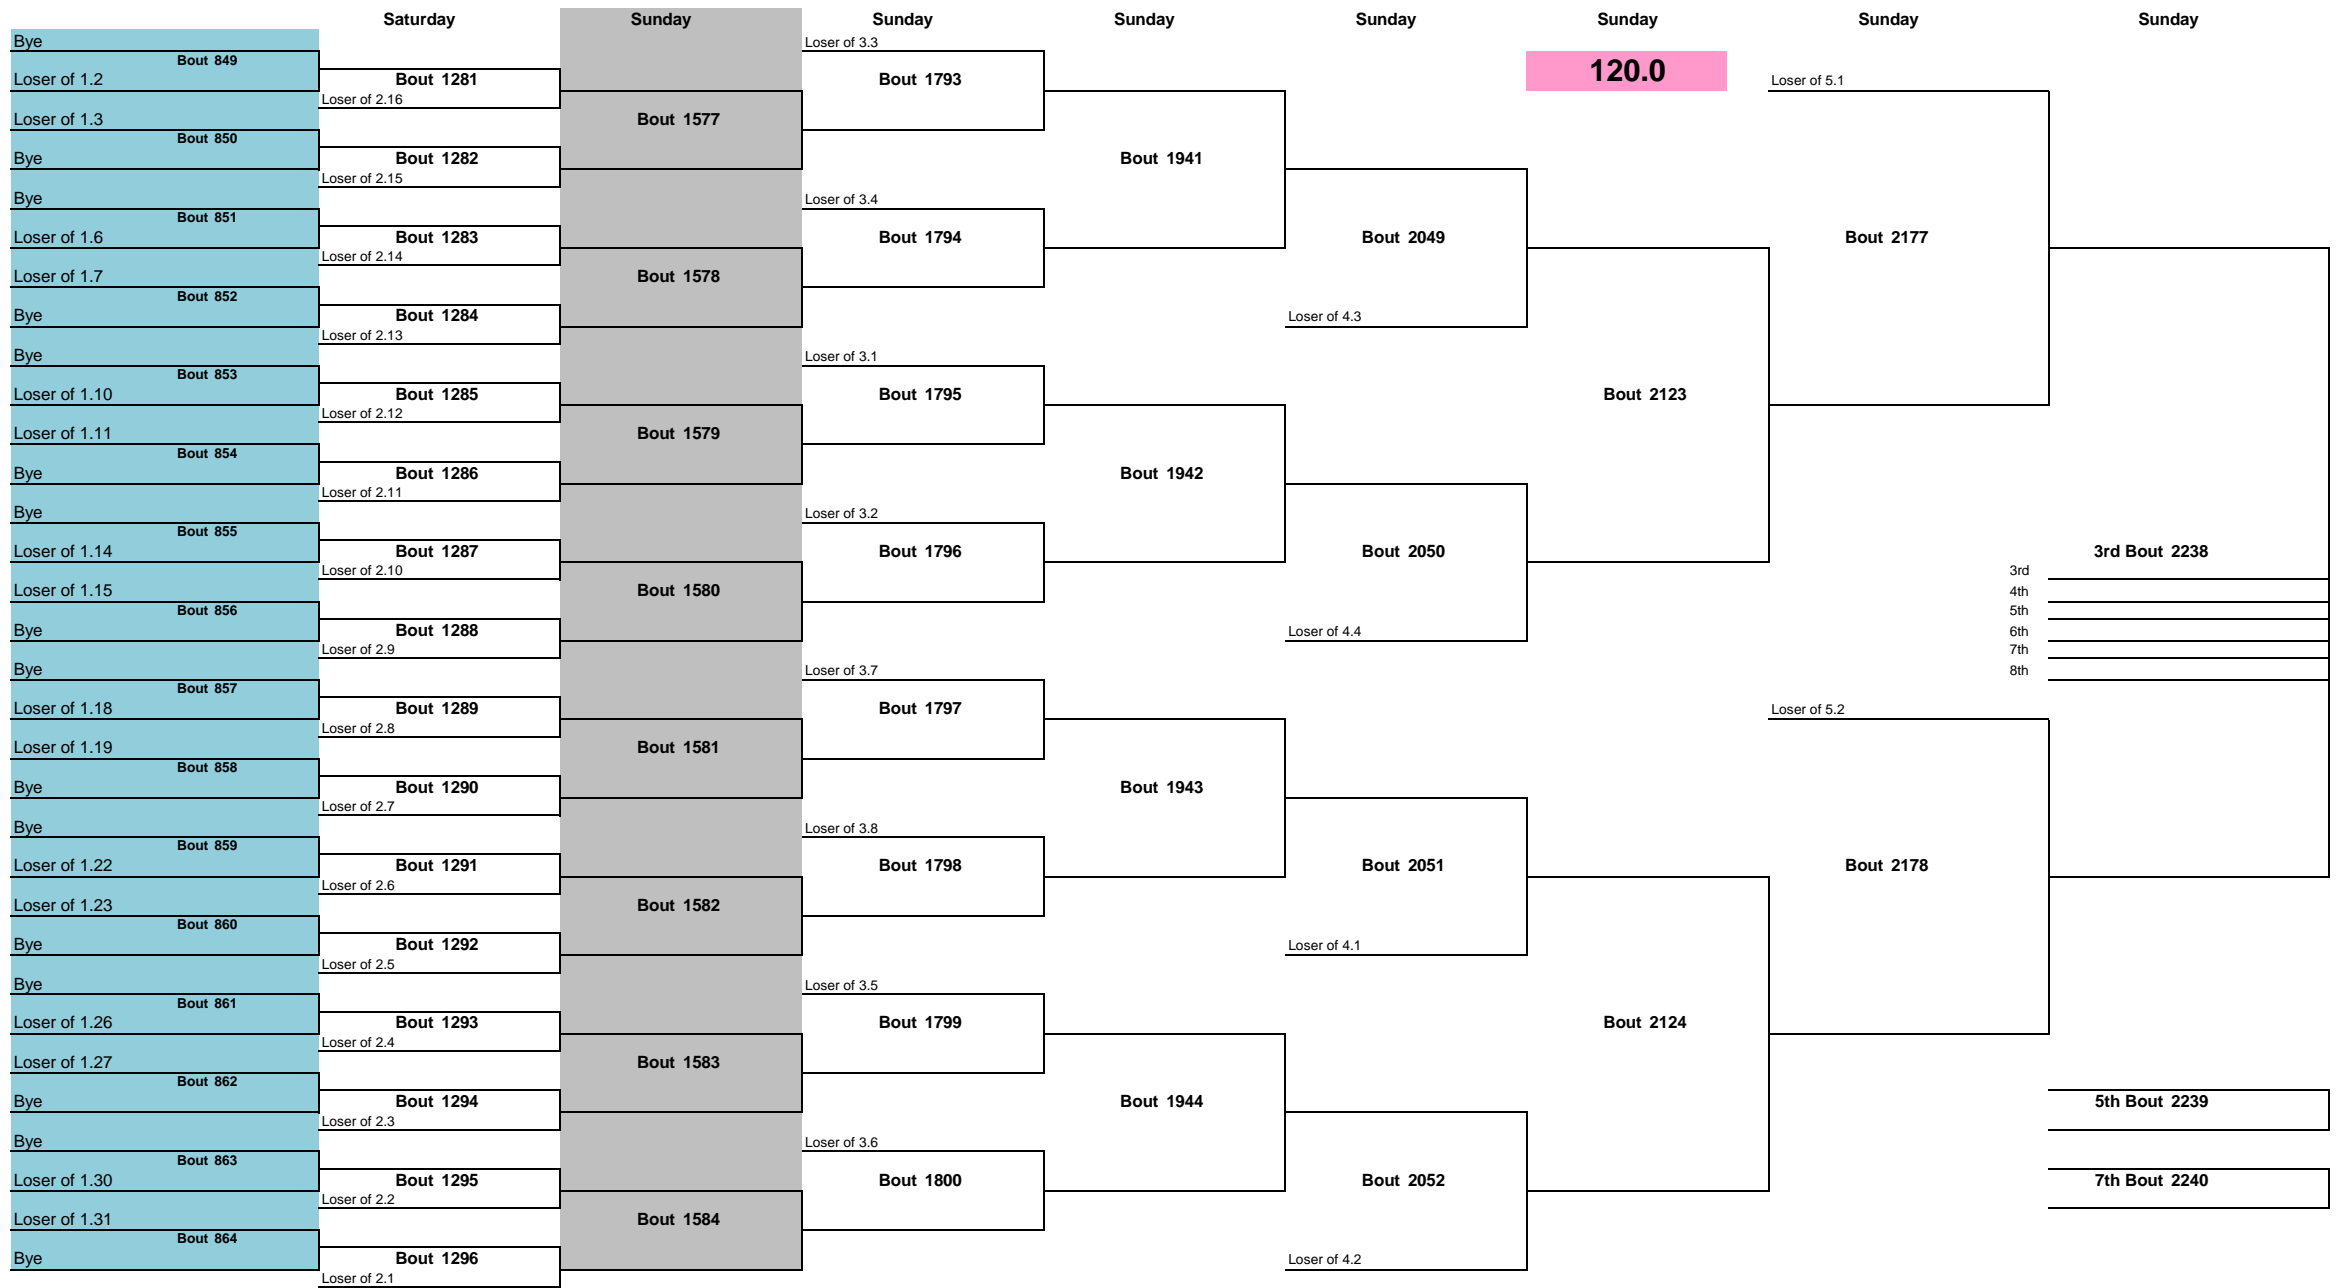 Saturday
Sunday
Sunday
Sunday
Sunday
Sunday
Sunday
Sunday
120.0
Bye
Bout 849
Loser of 1.2
Loser of 1.3
Bout 850
Bye
Bye
Bout 851
Loser of 1.6
Loser of 1.7
Bout 852
Bye
Bye
Bout 853
Loser of 1.10
Loser of 1.11
Bout 854
Bye
Bye
Bout 855
Loser of 1.14
Loser of 1.15
Bout 856
Bye
Bye
Bout 857
Loser of 1.18
Loser of 1.19
Bout 858
Bye
Bye
Bout 859
Loser of 1.22
Loser of 1.23
Bout 860
Bye
Bye
Bout 861
Loser of 1.26
Loser of 1.27
Bout 862
Bye
Bye
Bout 863
Loser of 1.30
Loser of 1.31
Bout 864
Bye
Bout 1281
Loser of 2.16
Bout 1282
Loser of 2.15
Bout 1283
Loser of 2.14
Bout 1284
Loser of 2.13
Bout 1285
Loser of 2.12
Bout 1286
Loser of 2.11
Bout 1287
Loser of 2.10
Bout 1288
Loser of 2.9
Bout 1289
Loser of 2.8
Bout 1290
Loser of 2.7
Bout 1291
Loser of 2.6
Bout 1292
Loser of 2.5
Bout 1293
Loser of 2.4
Bout 1294
Loser of 2.3
Bout 1295
Loser of 2.2
Bout 1296
Loser of 2.1
Bout 1577
Bout 1578
Bout 1579
Bout 1580
Bout 1581
Bout 1582
Bout 1583
Bout 1584
Loser of 3.3
Bout 1793
Loser of 3.4
Bout 1794
Loser of 3.1
Bout 1795
Loser of 3.2
Bout 1796
Loser of 3.7
Bout 1797
Loser of 3.8
Bout 1798
Loser of 3.5
Bout 1799
Loser of 3.6
Bout 1800
Bout 1941
Bout 1942
Bout 1943
Bout 1944
Bout 2049
Loser of 4.3
Bout 2050
Loser of 4.4
Bout 2051
Loser of 4.1
Bout 2052
Loser of 4.2
Bout 2123
Bout 2124
Loser of 5.1
Bout 2177
Loser of 5.2
Bout 2178
3rd Bout 2238
3rd
4th
5th
6th
7th
8th
5th Bout 2239
7th Bout 2240